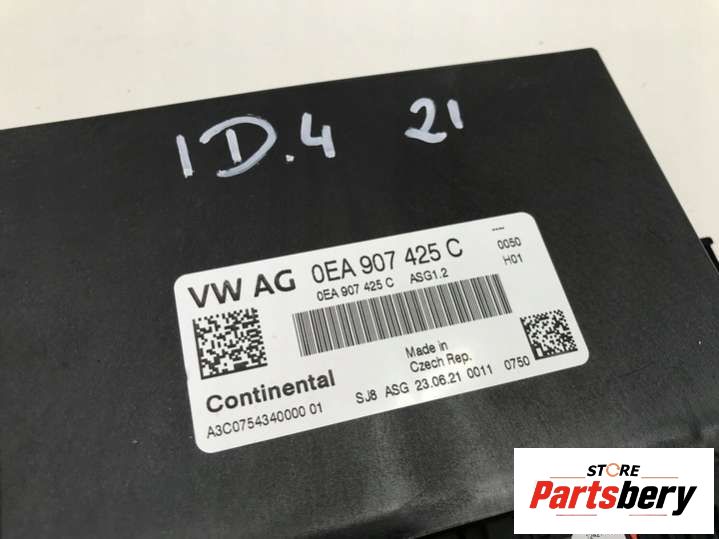 ID.4 21
VW AG 0EA 907 425 C
0EA 907 425 C ASG1.2
0050
H01
Made in
Czech Rep.
Continental
SJ8 ASG 23.06.21 0011 0750
A3C0754340000 01
STORE
Partsbery